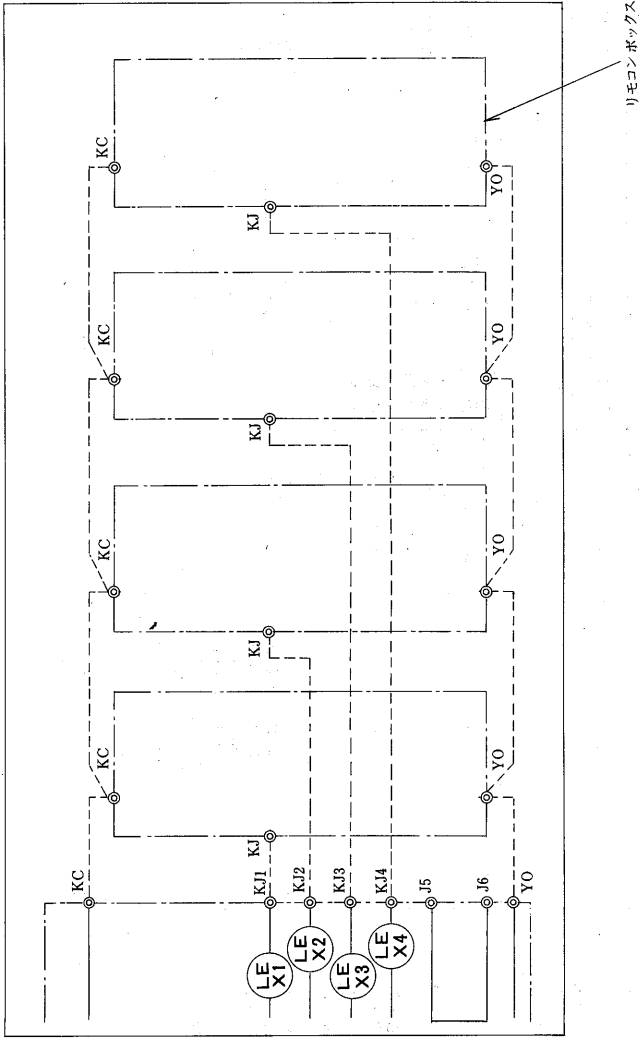 リモコンボックス
KC
KJ
YO
KC
KJ
YO
KC
KJ
YO
KC
KJ
YO
KC
KJ1
KJ2
KJ3
KJ4
J5
J6
YO
LE X1
LE X2
LE X3
LE X4